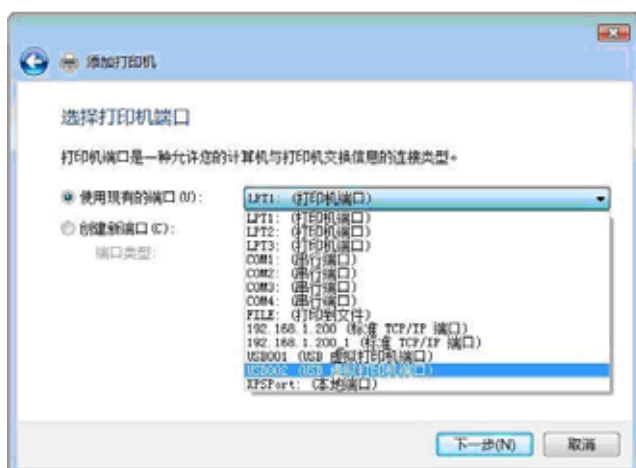 添加打印机
选择打印机端口
打印机端口是一种允许您的计算机与打印机交换信息的连接类型。
使用现有的端口(U): LPT1: (打印机端口)
创建新端口(C):
端口类型:
LPT1: (打印机端口)
LPT2: (打印机端口)
LPT3: (打印机端口)
COM1: (串行端口)
COM2: (串行端口)
COM3: (串行端口)
COM4: (串行端口)
FILE: (打印到文件)
192.168.1.200 (标准 TCP/IP 端口)
192.168.1.200_1 (标准 TCP/IP 端口)
USB001 (USB 虚拟打印机端口)
USB002 (USB 虚拟打印机端口)
XPSPort: (本地端口)
下一步(N) 取消